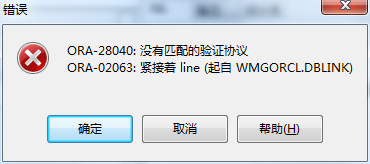 错误
ORA-28040: 没有匹配的验证协议
ORA-02063: 紧接着 line (起自 WMGORCL.DBLINK)
确定 取消 帮助(H)